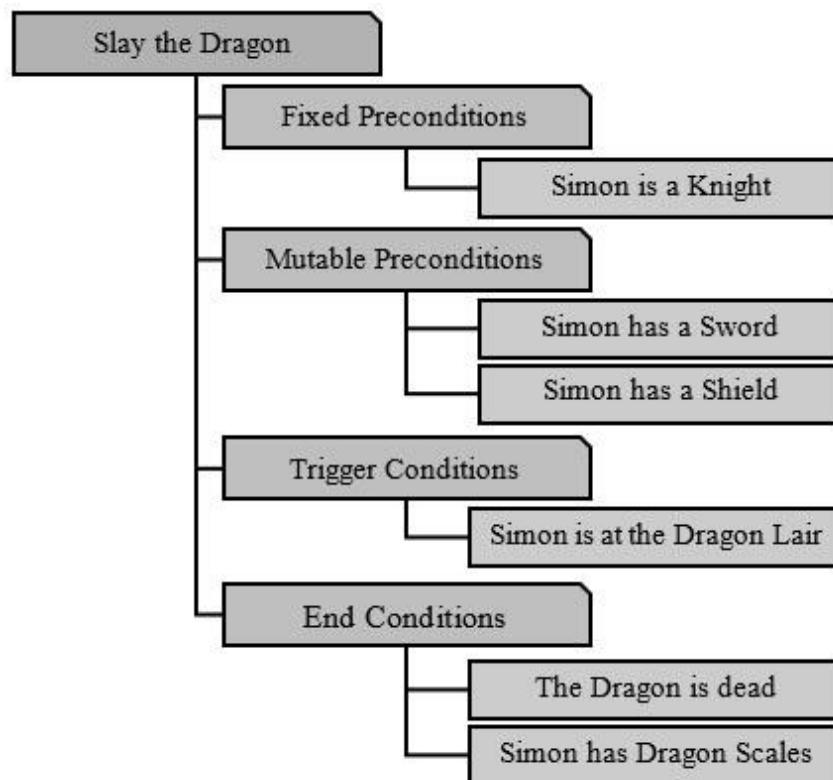 Slay the Dragon
Fixed Preconditions
Simon is a Knight
Mutable Preconditions
Simon has a Sword
Simon has a Shield
Trigger Conditions
Simon is at the Dragon Lair
End Conditions
The Dragon is dead
Simon has Dragon Scales